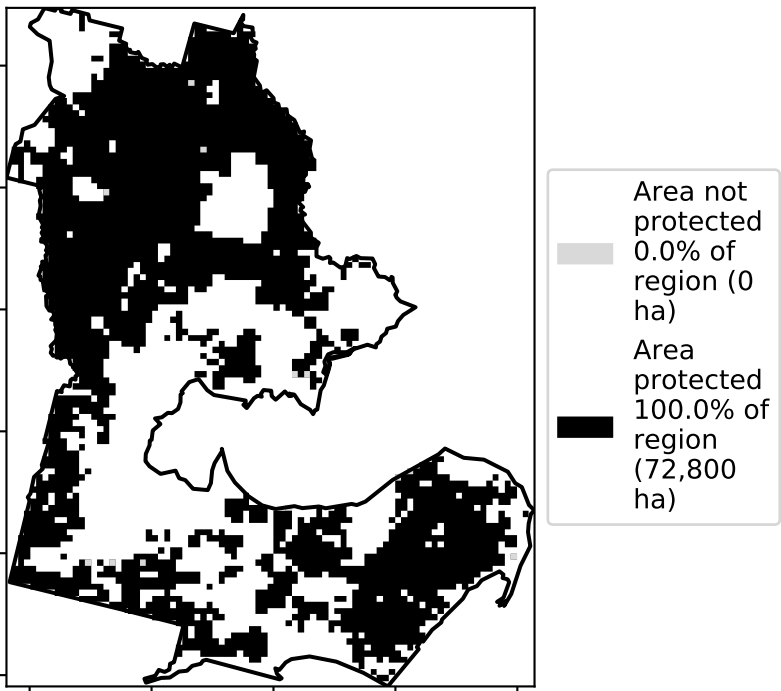 Area not
protected
0.0% of
region (0
ha)
Area
protected
100.0% of
region
(72,800
ha)